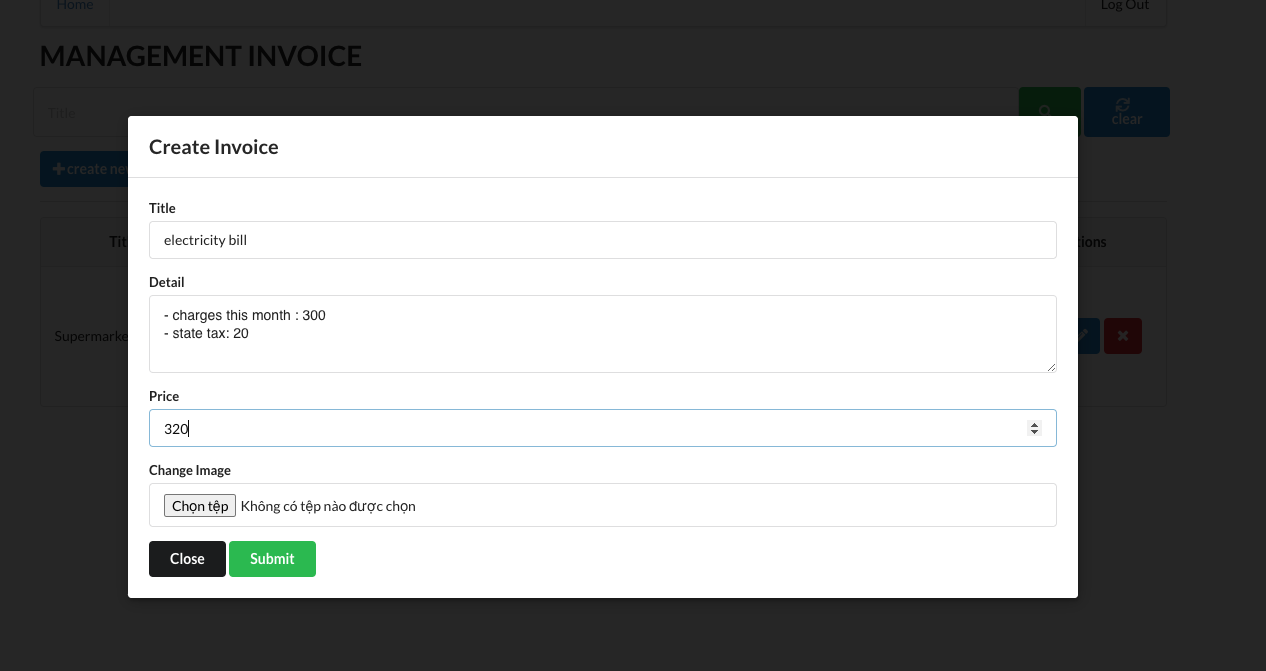 Home
Log Out
MANAGEMENT INVOICE
Title
clear
create ne
Create Invoice
Title
electricity bill
Tit
tions
Detail
- charges this month : 300
- state tax: 20
Supermarke
Price
320
Change Image
Chọn tệp Không có tệp nào được chọn
Close Submit